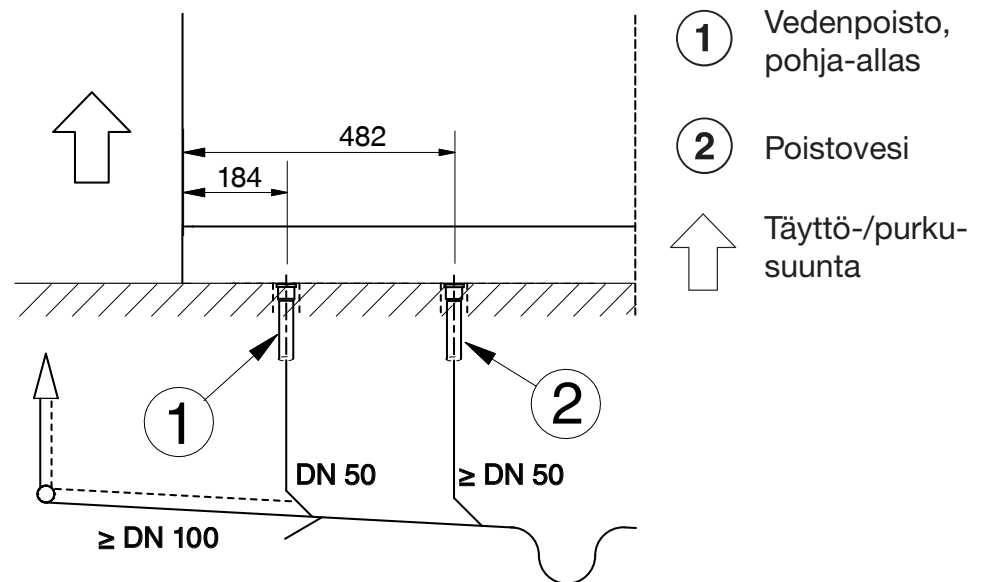 482
184
1
2
DN 50
≥ DN 50
≥ DN 100
1
Vedenpoisto,
pohja-allas
2
Poistovesi
Täyttö-/purku-
suunta